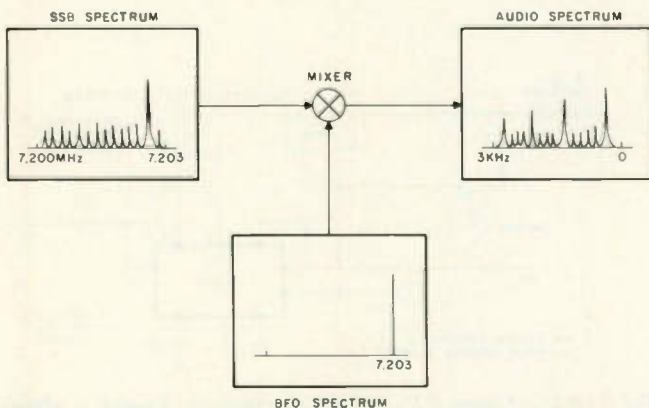 SSB SPECTRUM
AUDIO SPECTRUM
MIXER
7.200MHz
7.203
3KHz
0
7.203
BFO SPECTRUM